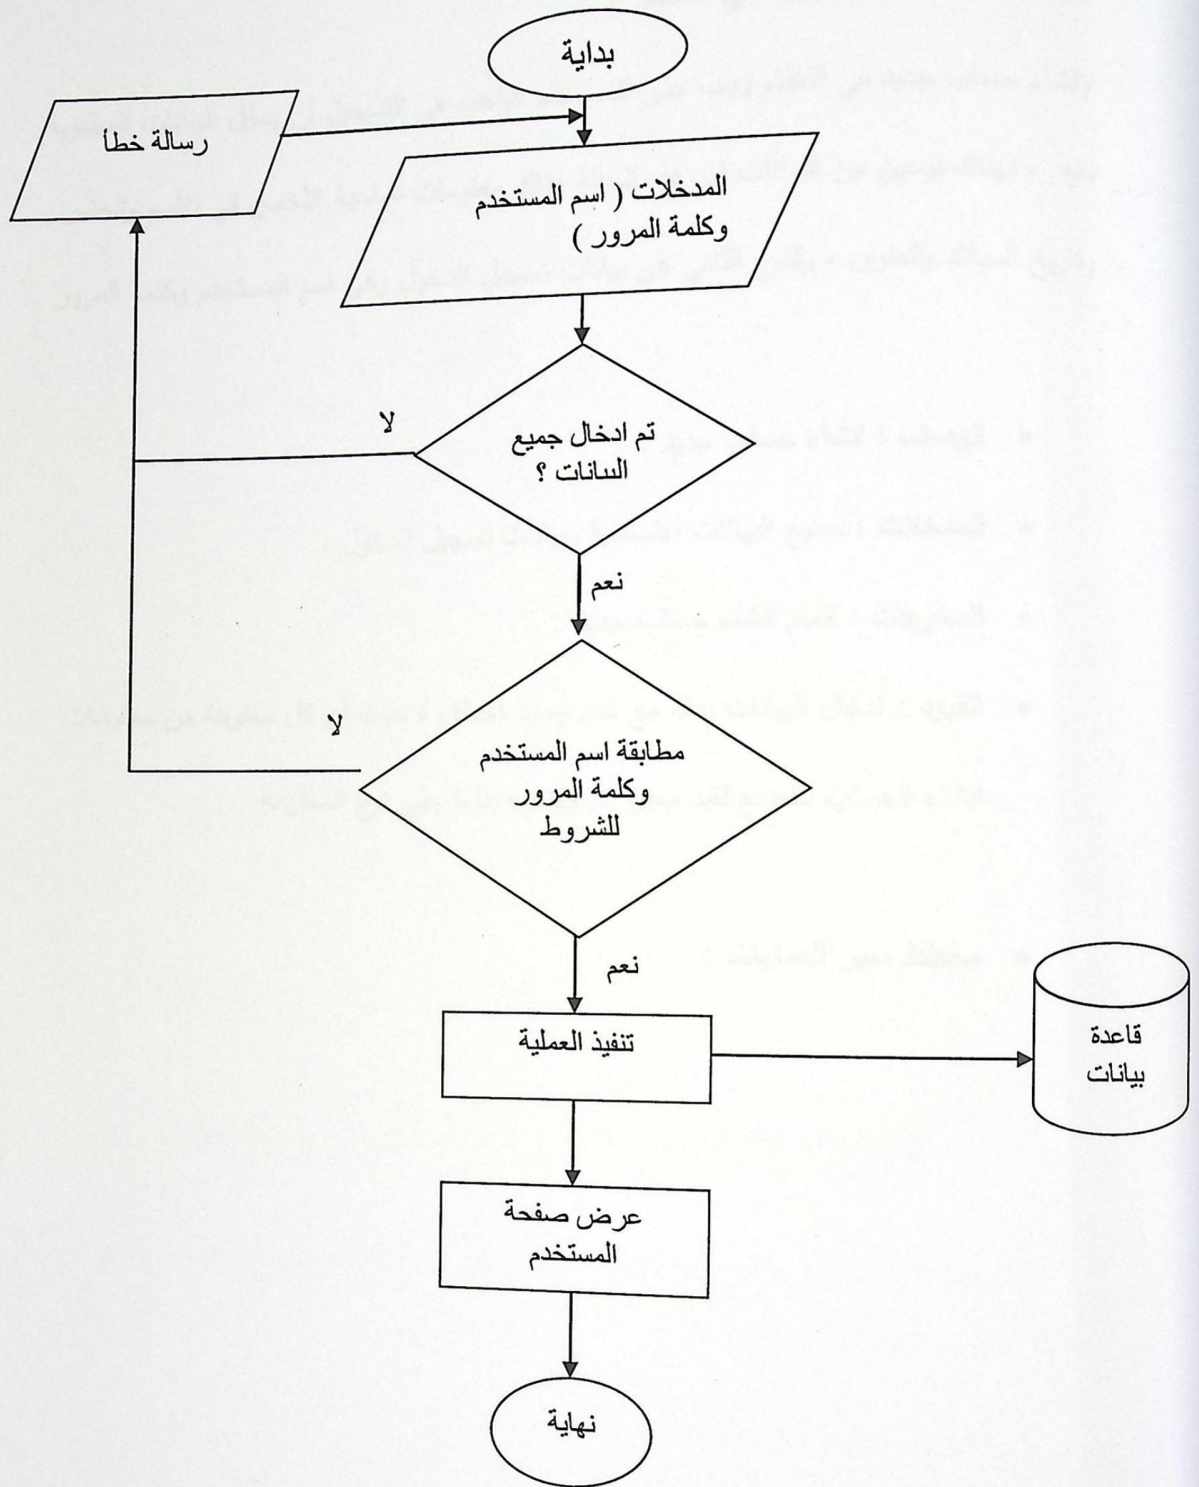 بداية
رسالة خطأ
المدخلات ( اسم المستخدم
وكلمة المرور )
تم ادخال جميع
البيانات ؟
لا
نعم
مطابقة اسم المستخدم
وكلمة المرور
للشروط
لا
نعم
تنفيذ العملية
قاعدة
بيانات
عرض صفحة
المستخدم
نهاية